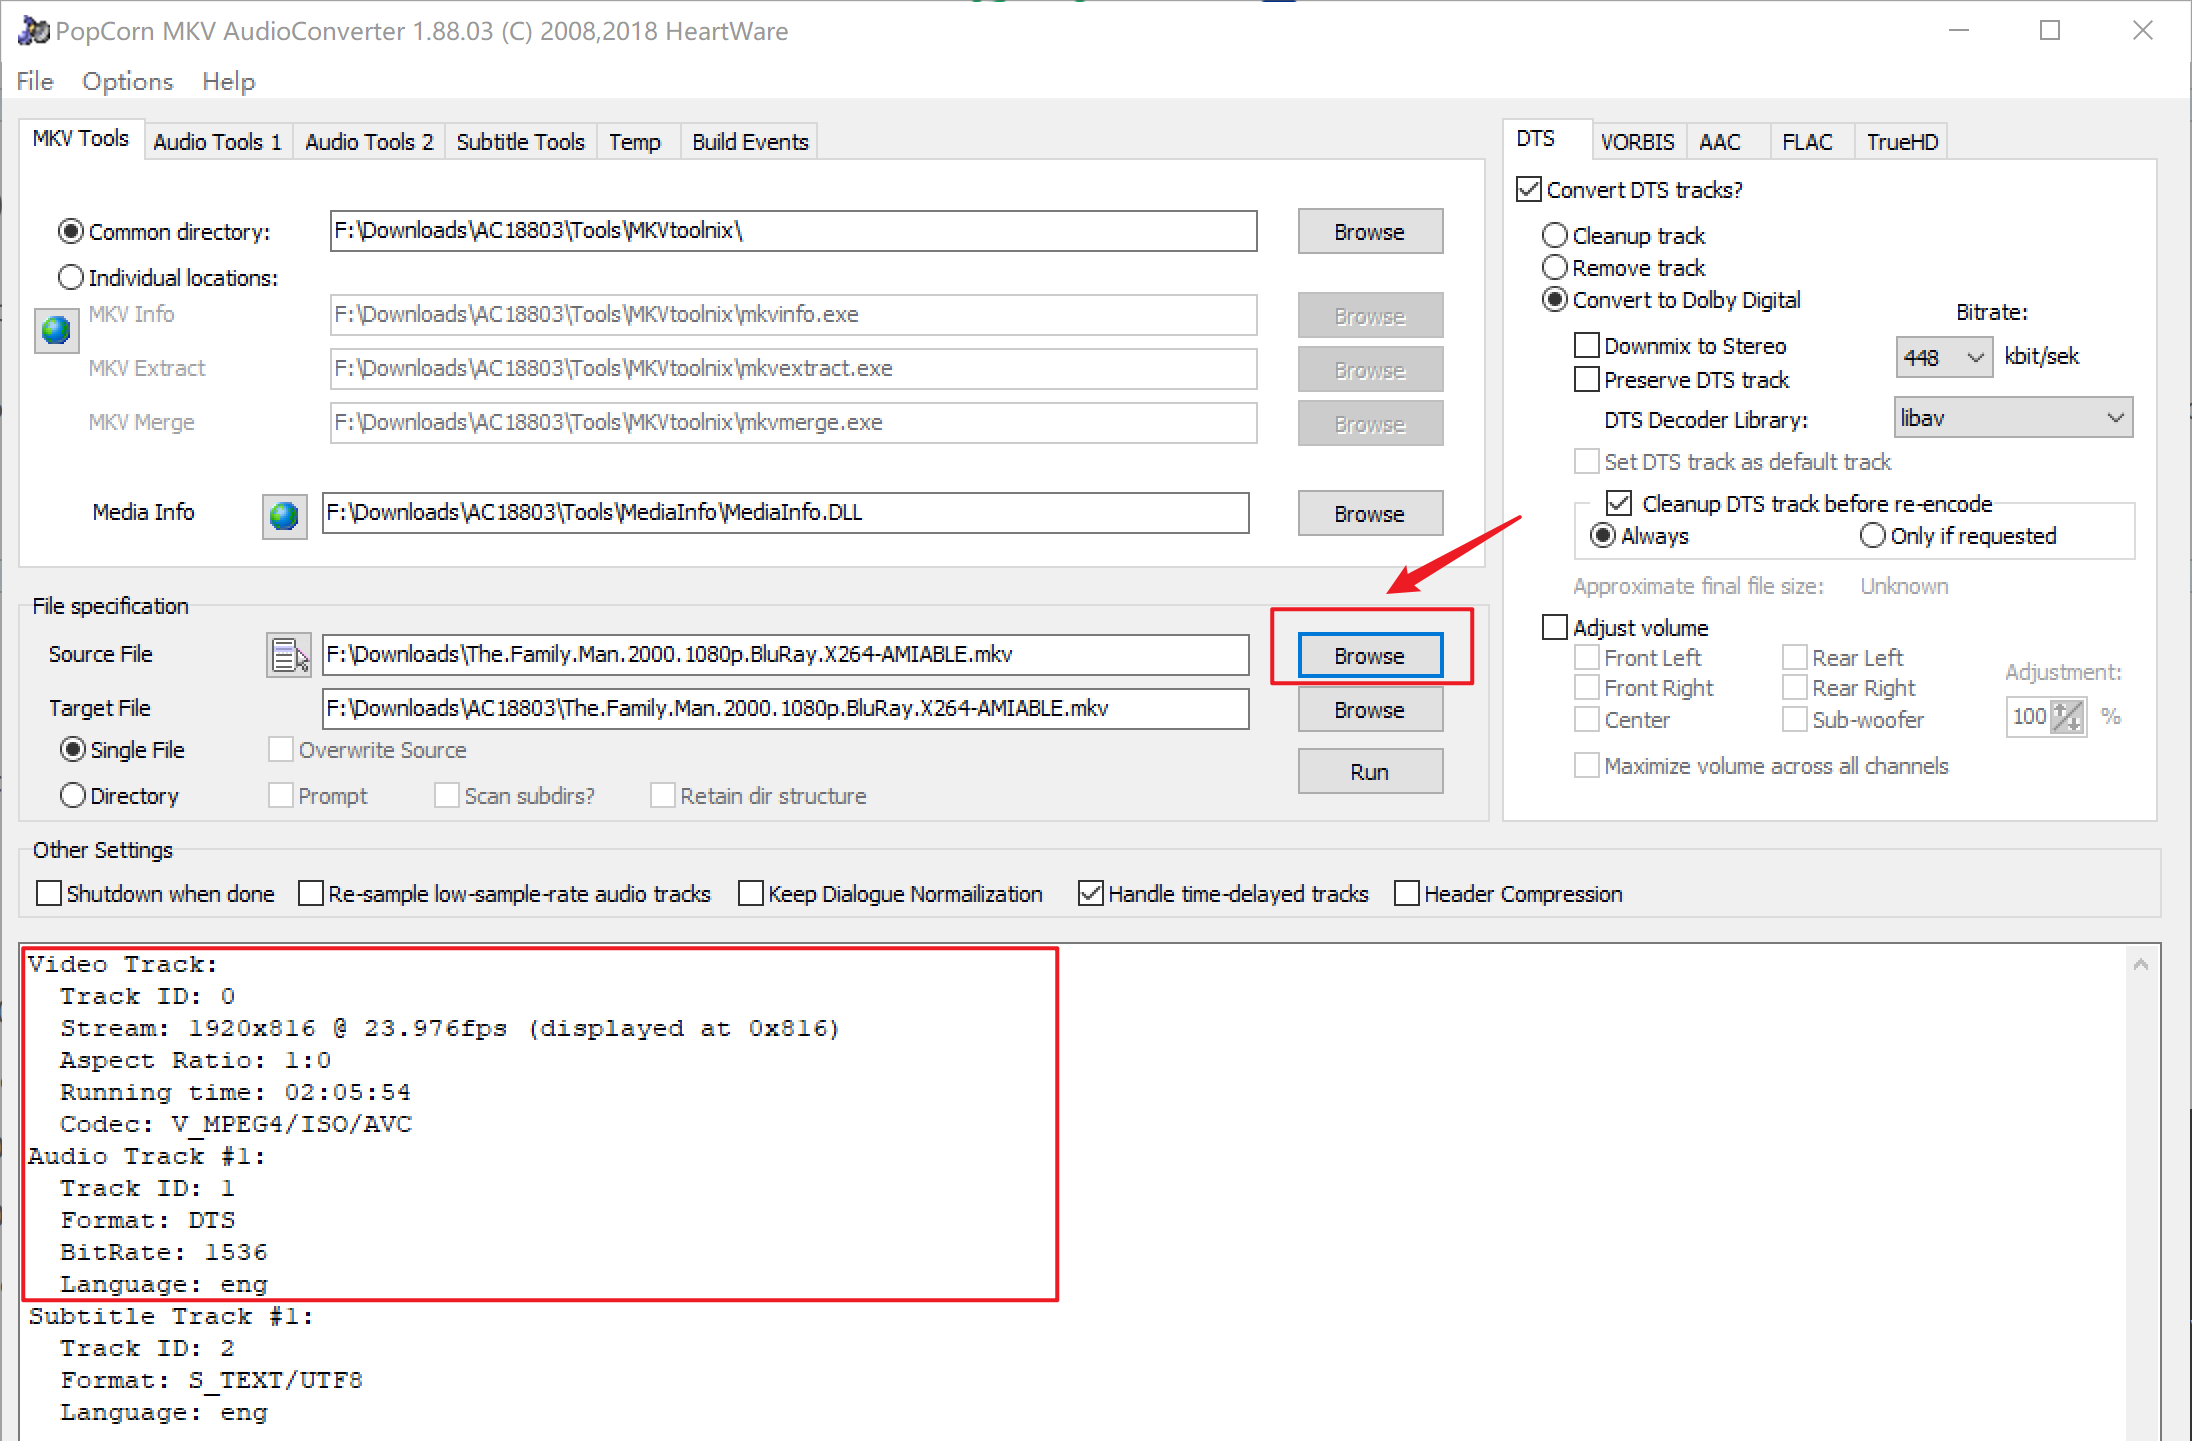 PopCorn MKV AudioConverter 1.88.03 (C) 2008,2018 HeartWare
File Options Help
MKV Tools Audio Tools 1 Audio Tools 2 Subtitle Tools Temp Build Events
Common directory: F:\Downloads\AC18803\Tools\MKVtoolnix\ Browse
Individual locations:
MKV Info F:\Downloads\AC18803\Tools\MKVtoolnix\mkvinfo.exe Browse
MKV Extract F:\Downloads\AC18803\Tools\MKVtoolnix\mkvextract.exe Browse
MKV Merge F:\Downloads\AC18803\Tools\MKVtoolnix\mkvmerge.exe Browse
Media Info F:\Downloads\AC18803\Tools\MediaInfo\MediaInfo.DLL Browse
DTS VORBIS AAC FLAC TrueHD
Convert DTS tracks?
Cleanup track
Remove track
Convert to Dolby Digital
Bitrate:
Downmix to Stereo 448 kbit/sek
Preserve DTS track
DTS Decoder Library: libav
Set DTS track as default track
Cleanup DTS track before re-encode
Always Only if requested
Approximate final file size: Unknown
Adjust volume
Front Left Rear Left
Adjustment:
Front Right Rear Right
Center Sub-woofer 100 %
Maximize volume across all channels
File specification
Source File F:\Downloads\The.Family.Man.2000.1080p.BluRay.X264-AMIABLE.mkv Browse
Target File F:\Downloads\AC18803\The.Family.Man.2000.1080p.BluRay.X264-AMIABLE.mkv Browse
Single File Overwrite Source
Run
Directory Prompt Scan subdirs? Retain dir structure
Other Settings
Shutdown when done Re-sample low-sample-rate audio tracks Keep Dialogue Normailization Handle time-delayed tracks Header Compression
Video Track:
Track ID: 0
Stream: 1920x816 @ 23.976fps (displayed at 0x816)
Aspect Ratio: 1:0
Running time: 02:05:54
Codec: V_MPEG4/ISO/AVC
Audio Track #1:
Track ID: 1
Format: DTS
BitRate: 1536
Language: eng
Subtitle Track #1:
Track ID: 2
Format: S_TEXT/UTF8
Language: eng